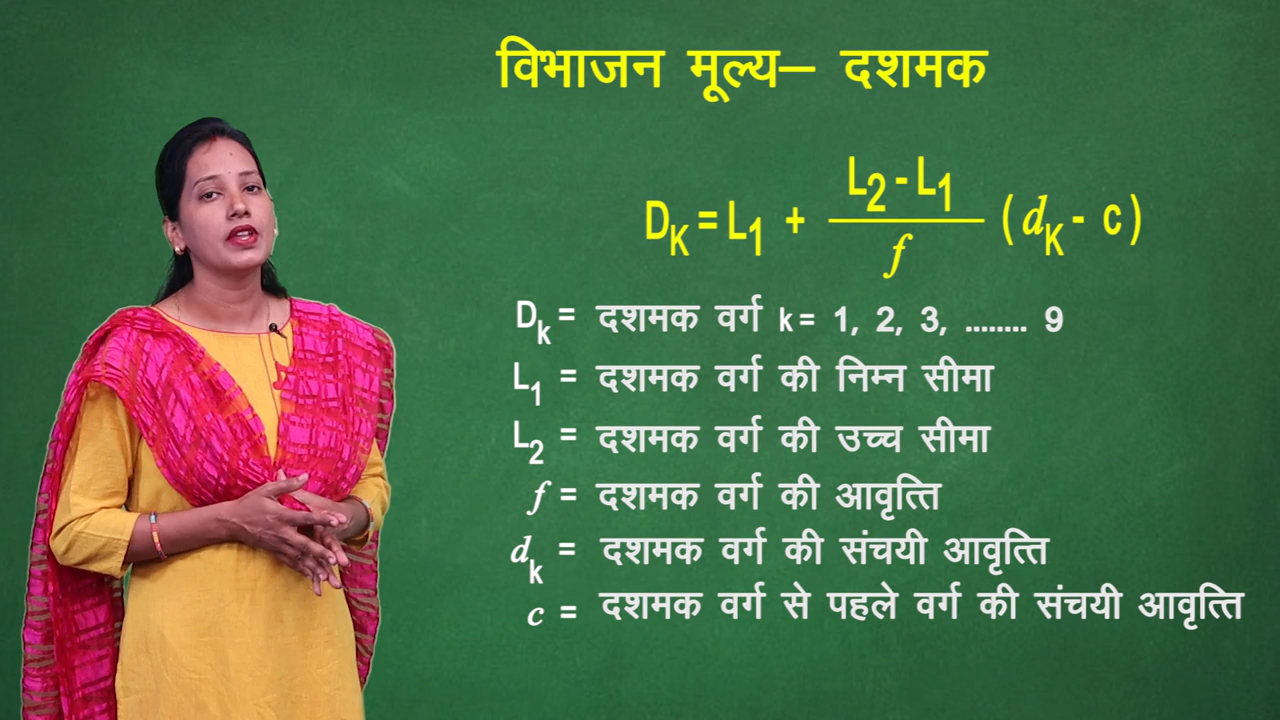 विभाजन मूल्य– दशमक
D_K = L_1 + (L_2 - L_1) / f ( d_K - c )
D_k = दशमक वर्ग k = 1, 2, 3, ........ 9
L_1 = दशमक वर्ग की निम्न सीमा
L_2 = दशमक वर्ग की उच्च सीमा
f = दशमक वर्ग की आवृत्ति
d_k = दशमक वर्ग की संचयी आवृत्ति
c = दशमक वर्ग से पहले वर्ग की संचयी आवृत्ति